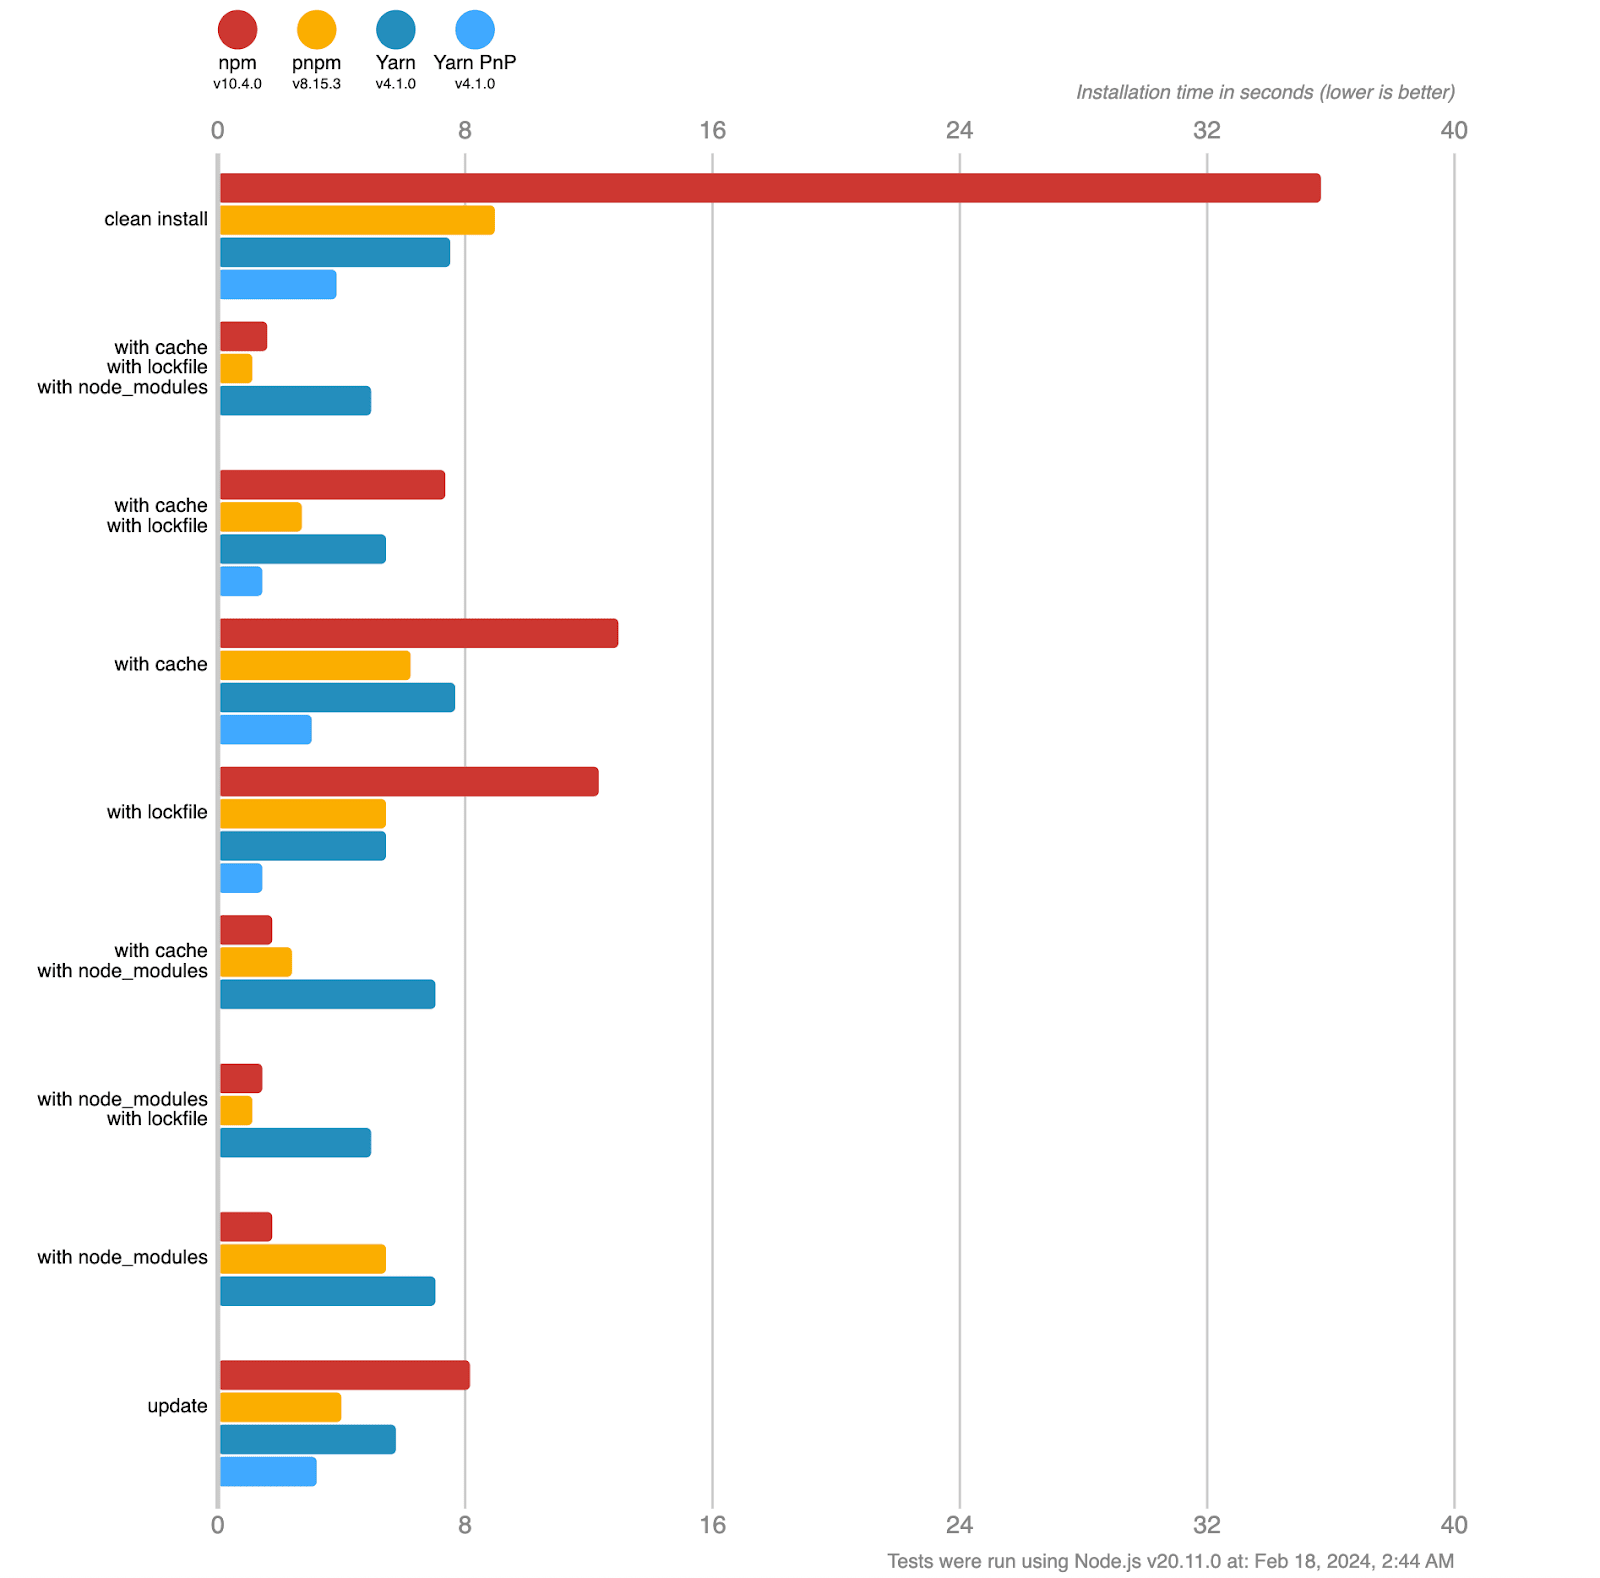 npm
pnpm
Yarn
Yarn PnP
v10.4.0
v8.15.3
v4.1.0
v4.1.0
Installation time in seconds (lower is better)
0 8 16 24 32 40
clean install
with cache
with lockfile
with node_modules
with cache
with lockfile
with cache
with lockfile
with cache
with node_modules
with node_modules
with lockfile
with node_modules
update
0 8 16 24 32 40
Tests were run using Node.js v20.11.0 at: Feb 18, 2024, 2:44 AM